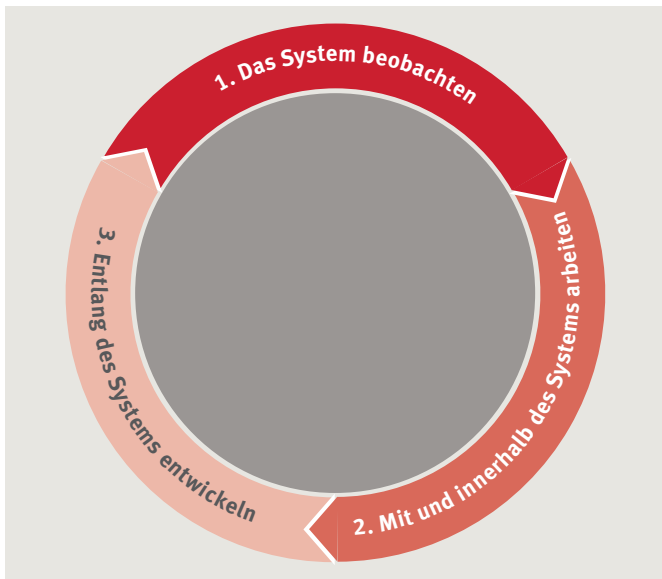 1. Das System beobachten
2. Mit und innerhalb des Systems arbeiten
3. Entlang des Systems entwickeln